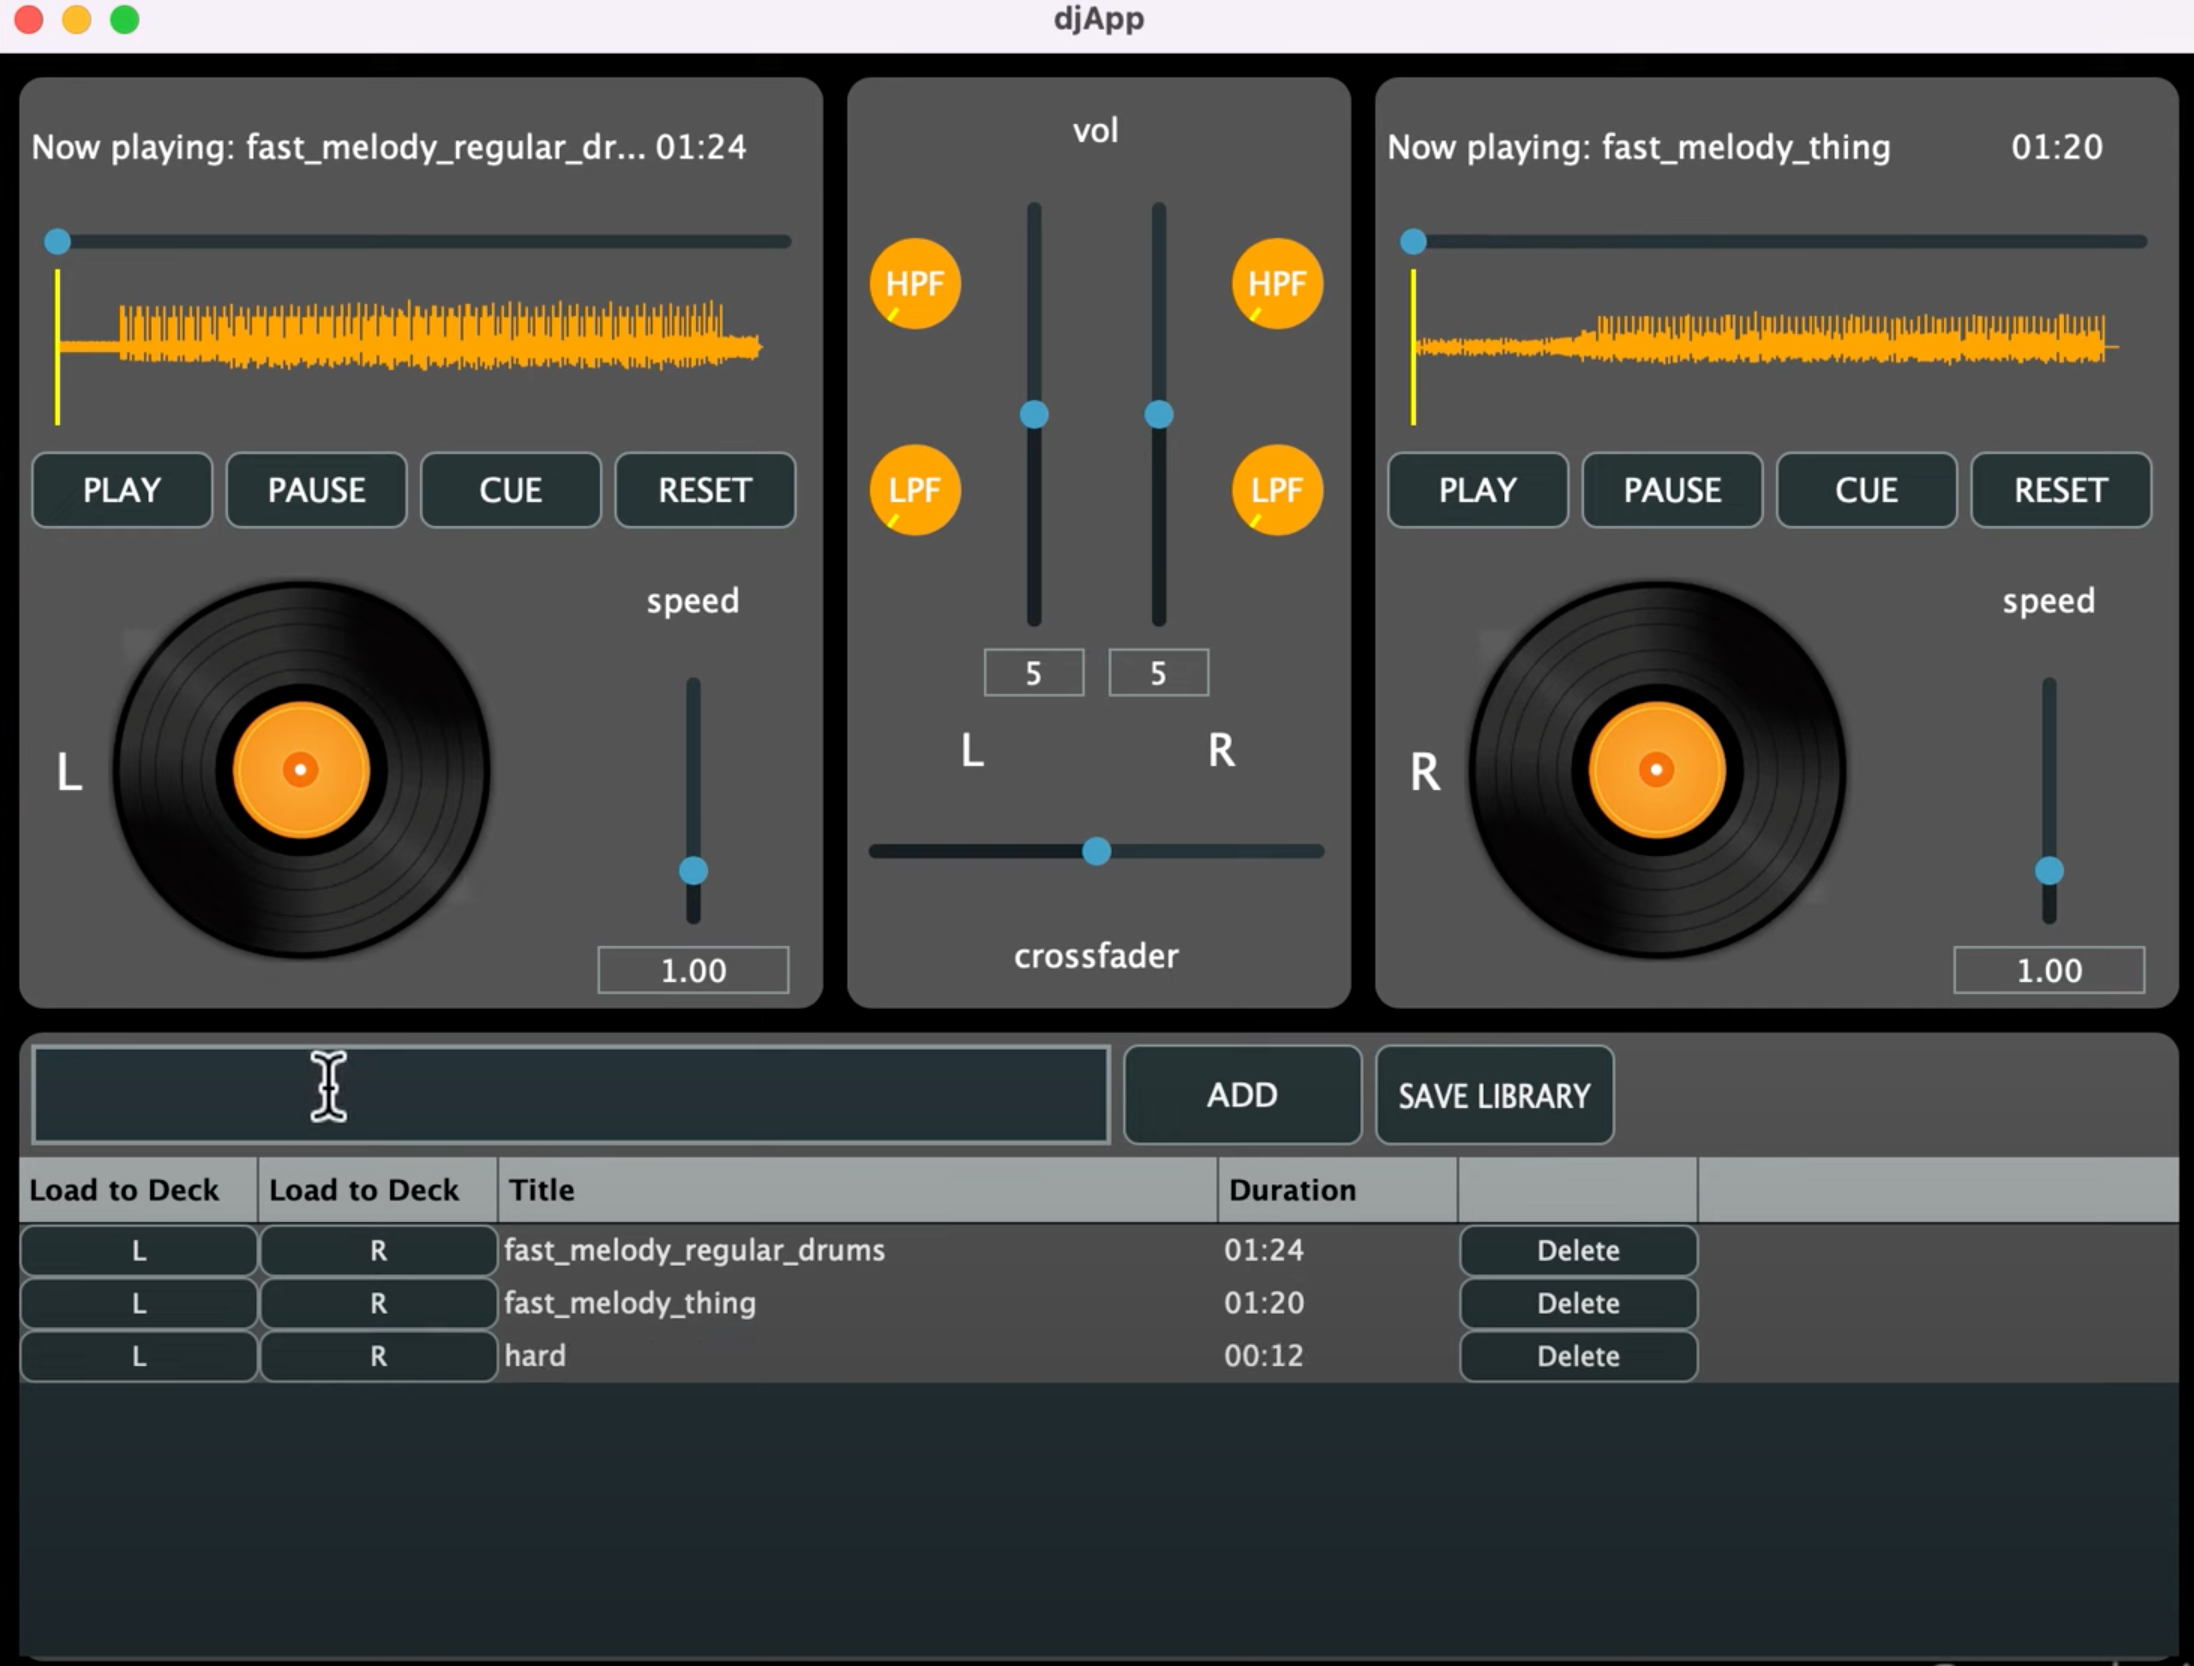 djApp
Now playing: fast_melody_regular_dr... 01:24
PLAY PAUSE CUE RESET
L
speed
1.00
vol
HPF HPF
LPF LPF
5 5
L R
crossfader
Now playing: fast_melody_thing 01:20
PLAY PAUSE CUE RESET
R
speed
1.00
ADD SAVE LIBRARY
Load to Deck Load to Deck Title Duration
L R fast_melody_regular_drums 01:24 Delete
L R fast_melody_thing 01:20 Delete
L R hard 00:12 Delete